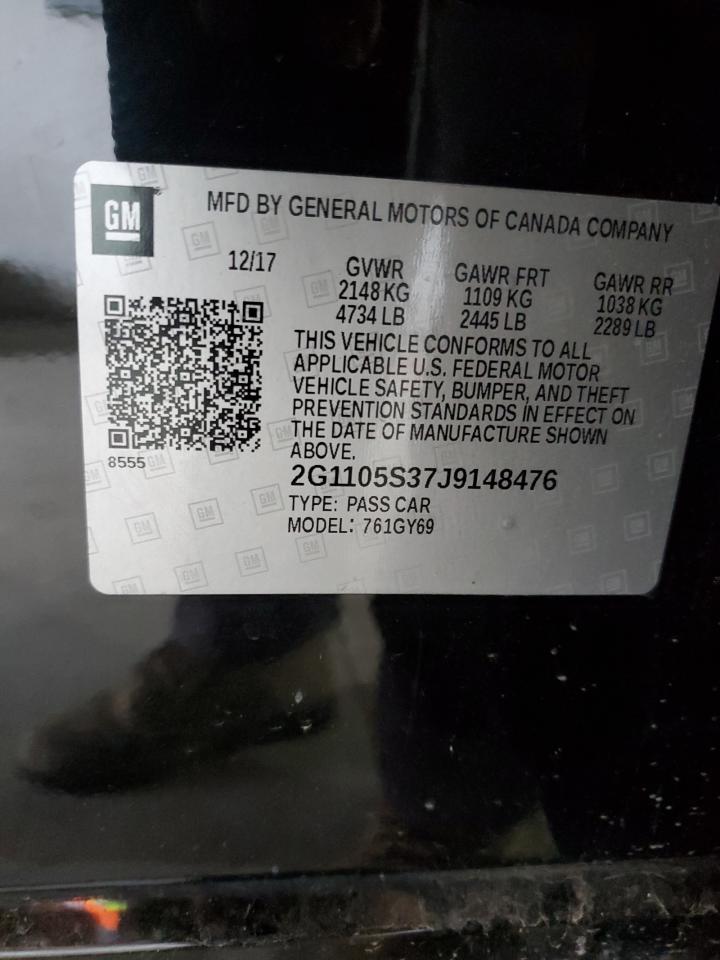 GM
MFD BY GENERAL MOTORS OF CANADA COMPANY
12/17
GVWR
2148 KG
4734 LB
GAWR FRT
1109 KG
2445 LB
GAWR RR
1038 KG
2289 LB
THIS VEHICLE CONFORMS TO ALL
APPLICABLE U.S. FEDERAL MOTOR
VEHICLE SAFETY, BUMPER, AND THEFT
PREVENTION STANDARDS IN EFFECT ON
THE DATE OF MANUFACTURE SHOWN
ABOVE.
8555
2G1105S37J9148476
TYPE: PASS CAR
MODEL: 761GY69